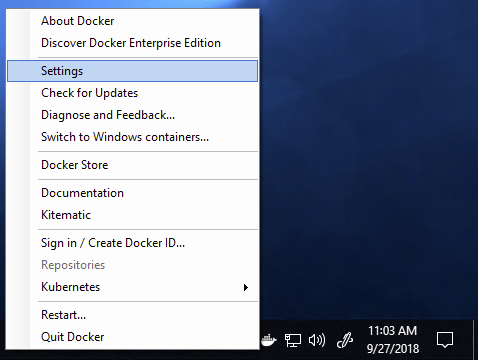 About Docker
Discover Docker Enterprise Edition
Settings
Check for Updates
Diagnose and Feedback...
Switch to Windows containers...
Docker Store
Documentation
Kitematic
Sign in / Create Docker ID...
Repositories
Kubernetes
Restart...
Quit Docker
11:03 AM
9/27/2018